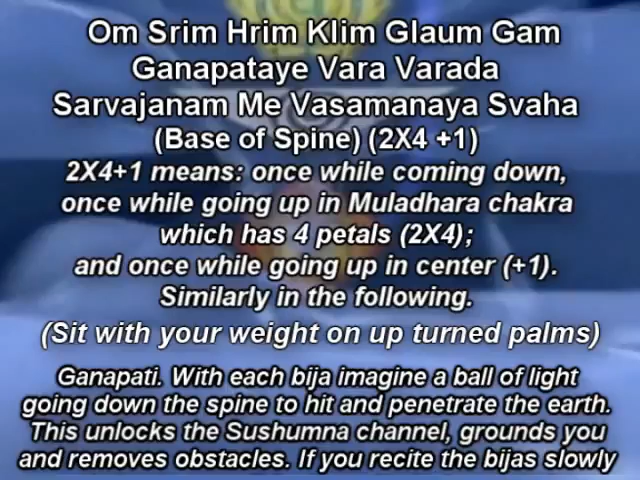 Om Srim Hrim Klim Glaum Gam
Ganapataye Vara Varada
Sarvajanam Me Vasamanaya Svaha
(Base of Spine) (2X4 +1)
2X4+1 means: once while coming down,
once while going up in Muladhara chakra
which has 4 petals (2X4);
and once while going up in center (+1).
Similarly in the following.
(Sit with your weight on up turned palms)
Ganapati. With each bija imagine a ball of light
going down the spine to hit and penetrate the earth.
This unlocks the Sushumna channel, grounds you
and removes obstacles. If you recite the bijas slowly